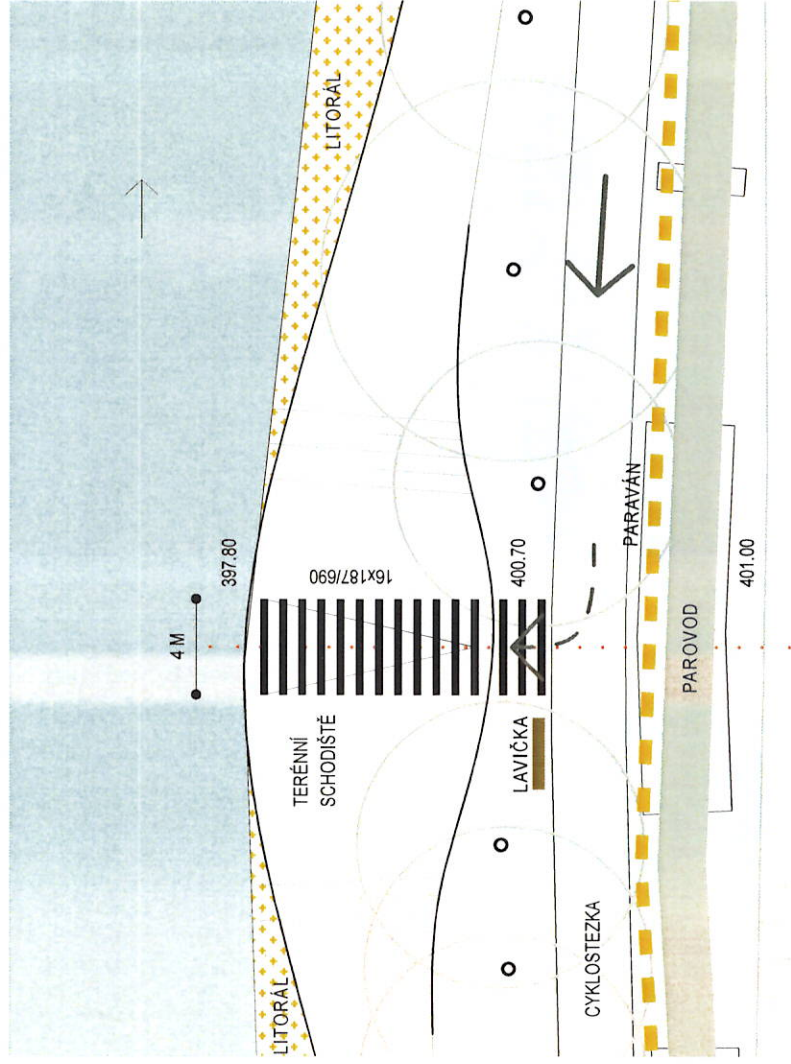 LITORÁL
4 M
397.80
16x187/690
TERÉNNÍ
SCHODIŠTĚ
400.70
LAVIČKA
PARAVÁN
LITORÁL
CYKLOSTEZKA
PAROVOD
401.00